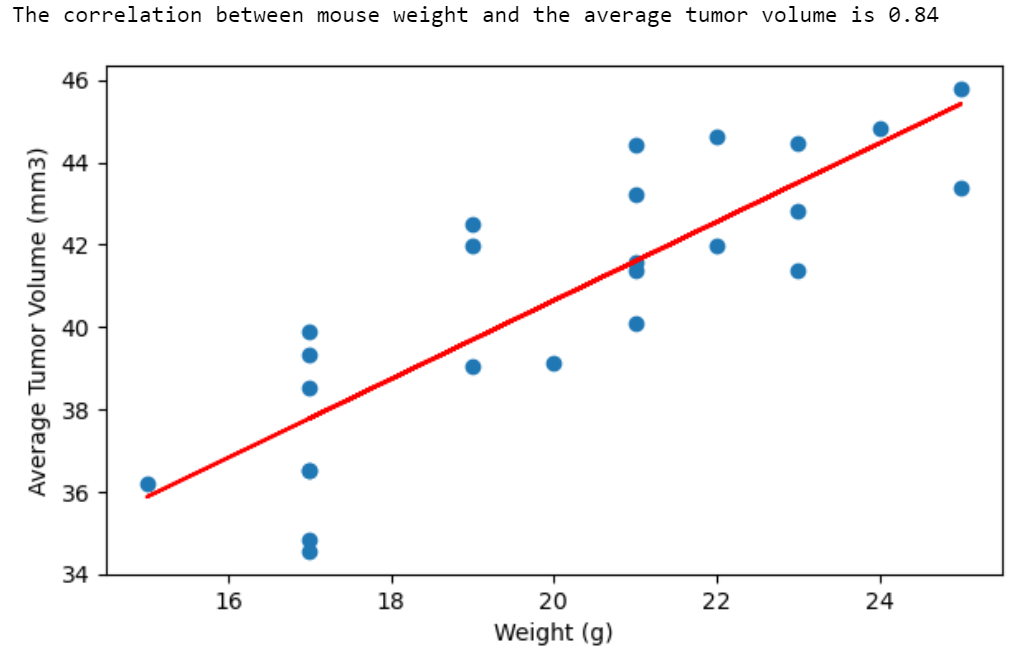 The correlation between mouse weight and the average tumor volume is 0.84
46
44
42
40
38
36
34
Average Tumor Volume (mm3)
16 18 20 22 24
Weight (g)